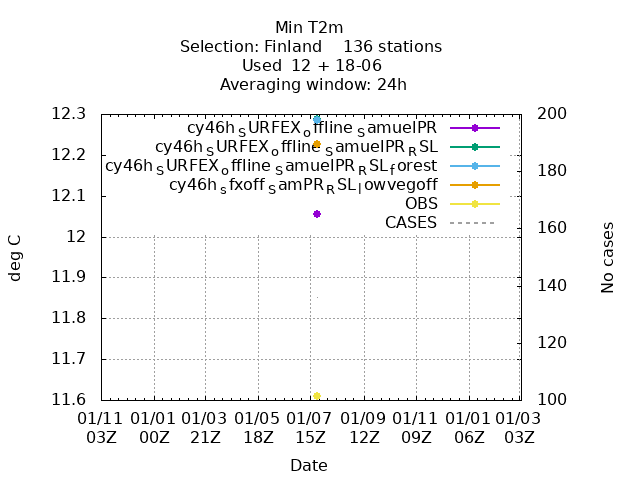 Min T2m
Selection: Finland 136 stations
Used 12 + 18-06
Averaging window: 24h
12.3
12.2
12.1
12
11.9
11.8
11.7
11.6
deg C
200
180
160
140
120
100
No cases
cy46h_SURFEX_offline_SamuelPR
cy46h_SURFEX_offline_SamuelPR_RSL
cy46h_SURFEX_offline_SamuelPR_RSL_forest
cy46h_sfxoff_SamPR_RSL_lowvegoff
OBS
CASES
01/11 01/01 01/03 01/05 01/07 01/09 01/11 01/01 01/03
03Z 00Z 21Z 18Z 15Z 12Z 09Z 06Z 03Z
Date